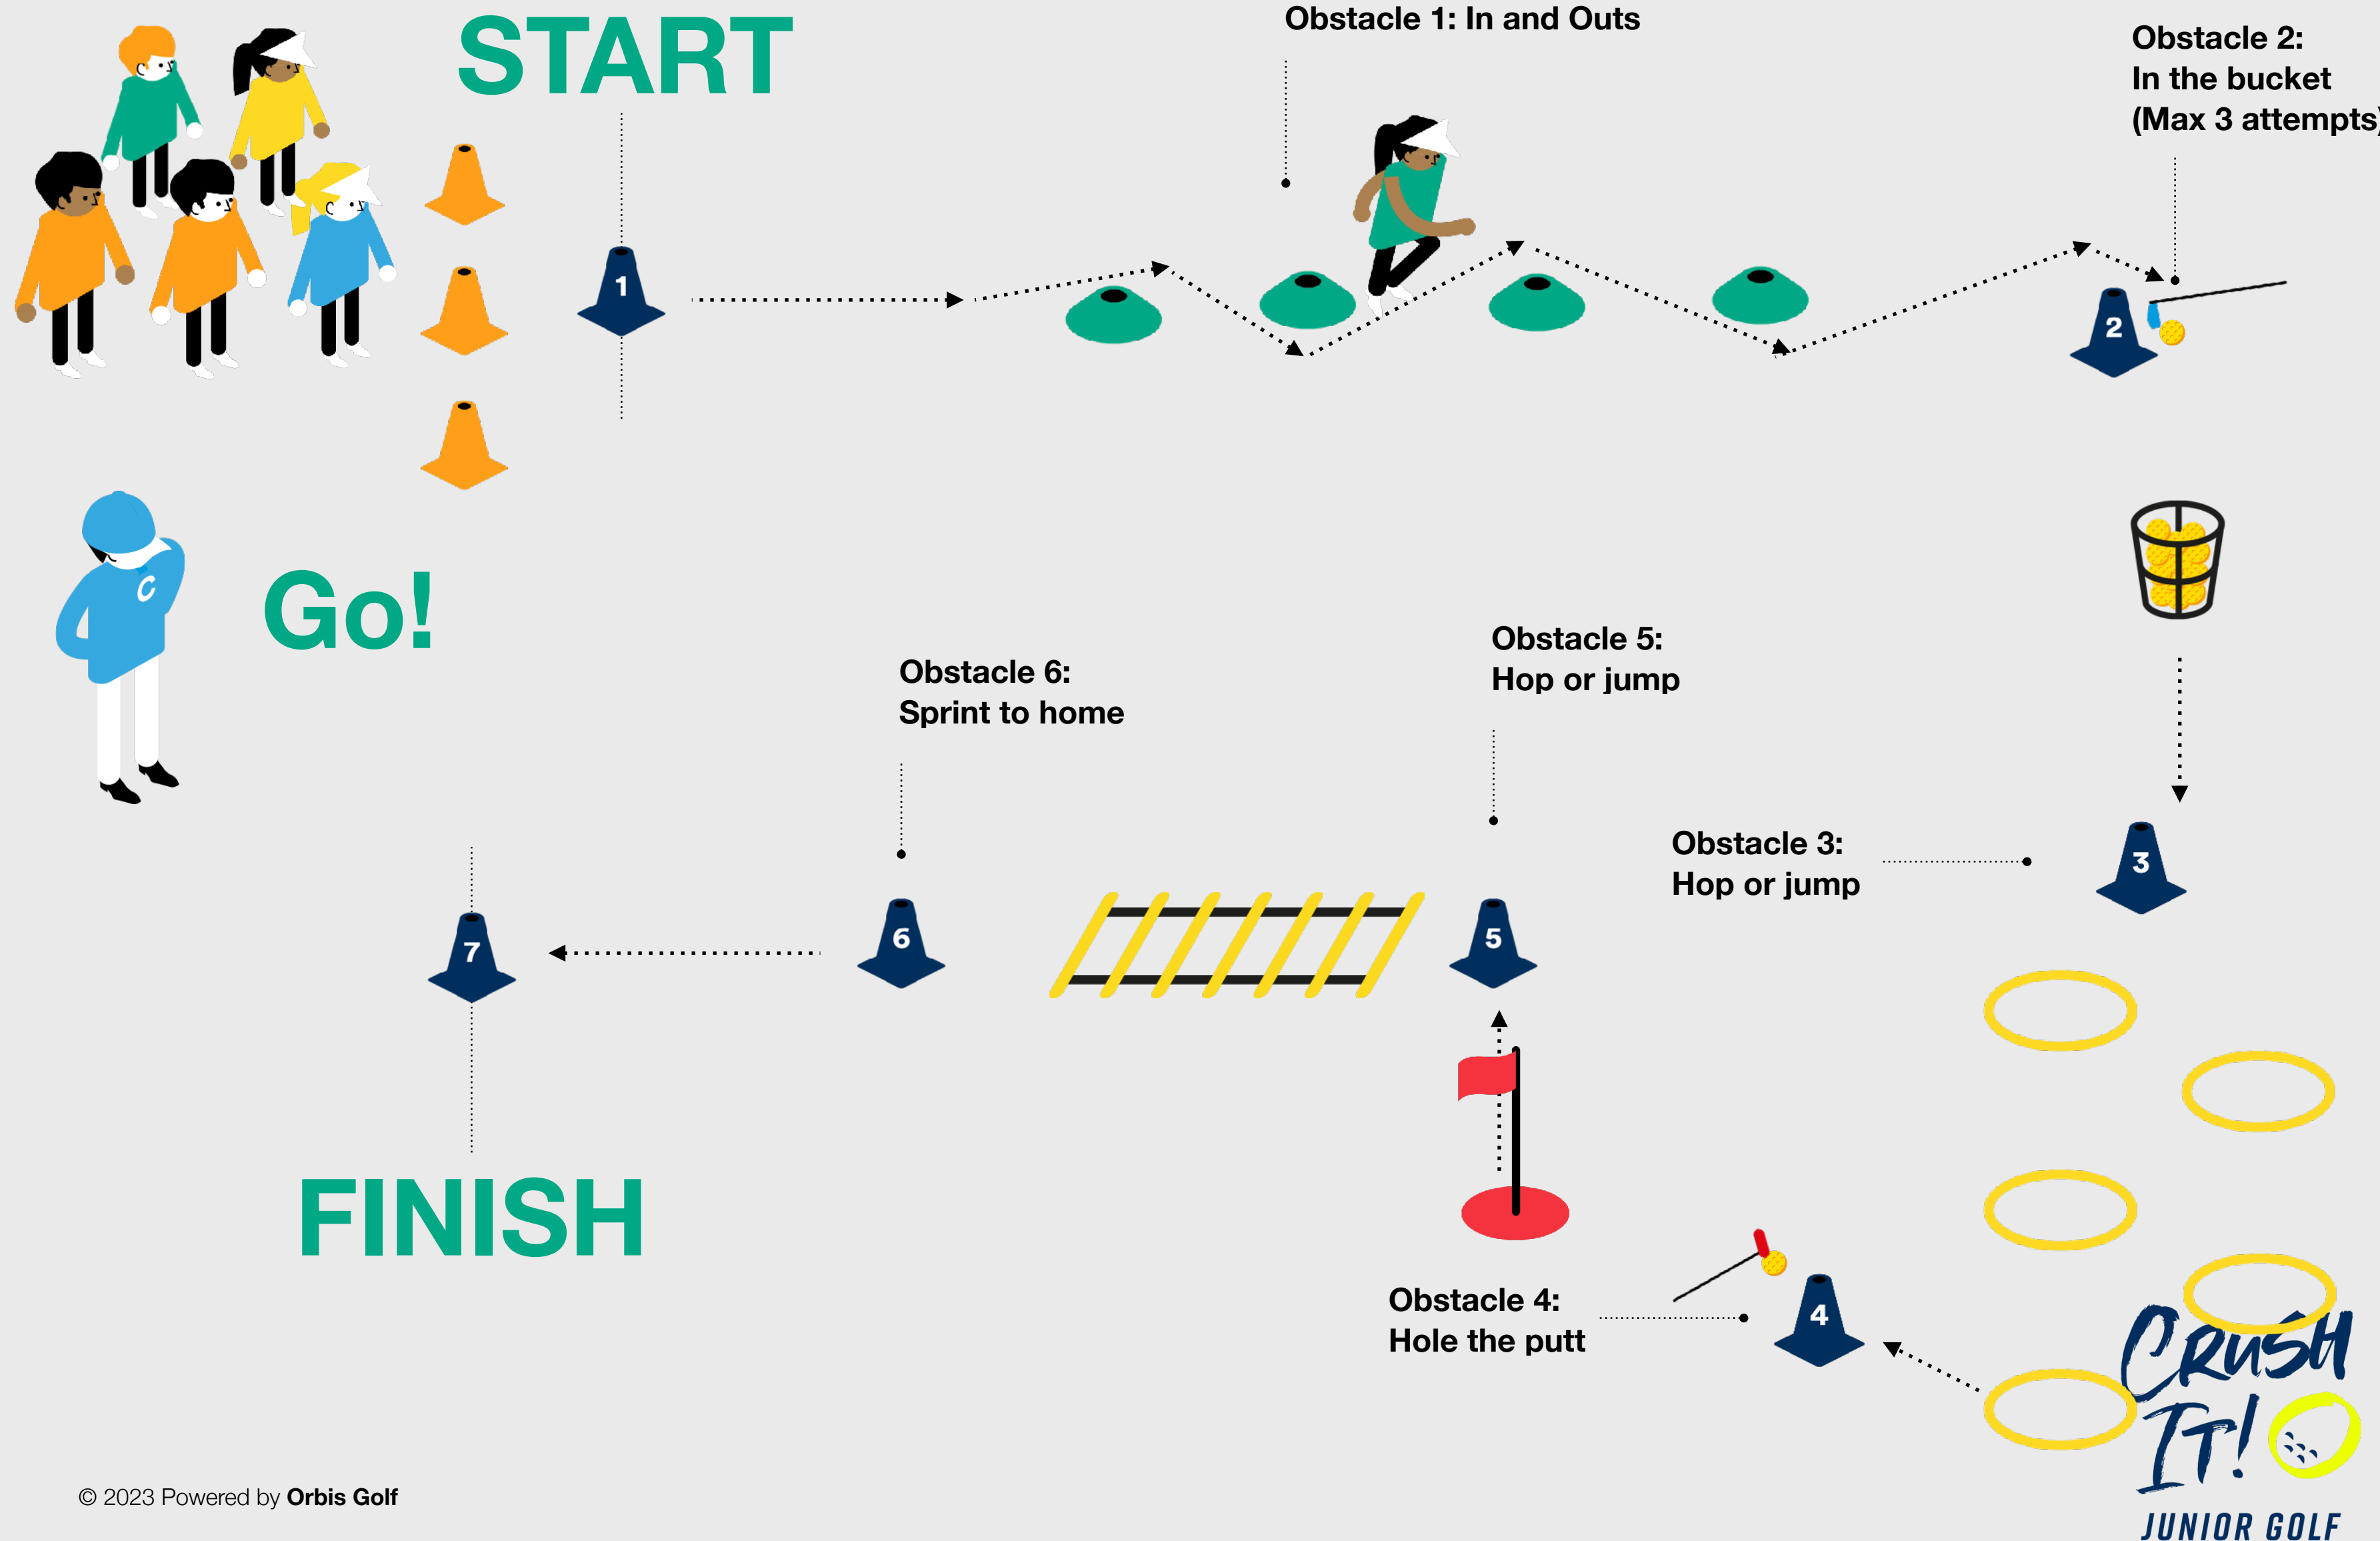 START
Obstacle 1: In and Outs
Obstacle 2:
In the bucket
(Max 3 attempts)
1
2
Go!
Obstacle 6:
Sprint to home
Obstacle 5:
Hop or jump
Obstacle 3:
Hop or jump
3
7
6
5
FINISH
Obstacle 4:
Hole the putt
4
CRUSH
IT!
JUNIOR GOLF
© 2023 Powered by Orbis Golf
C